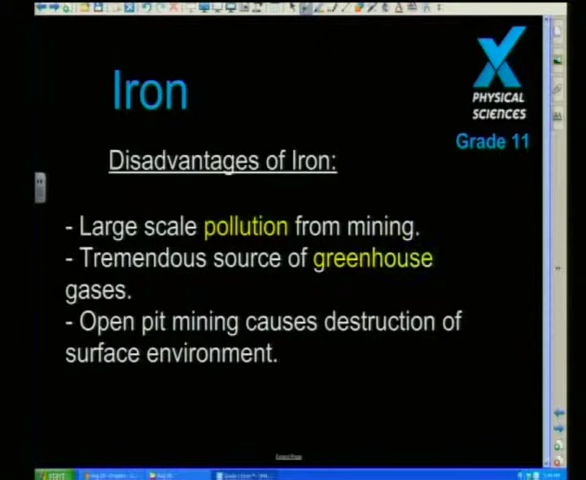 Iron
PHYSICAL
SCIENCES
Grade 11
Disadvantages of Iron:
- Large scale pollution from mining.
- Tremendous source of greenhouse
gases.
- Open pit mining causes destruction of
surface environment.